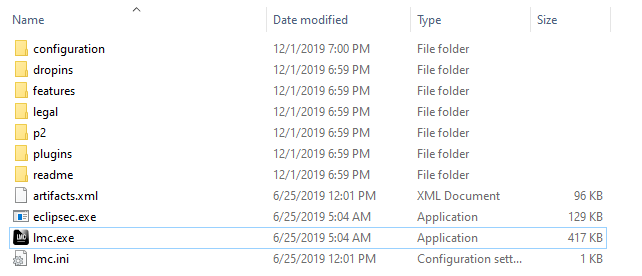 Name Date modified Type Size
configuration 12/1/2019 7:00 PM File folder
dropins 12/1/2019 6:59 PM File folder
features 12/1/2019 6:59 PM File folder
legal 12/1/2019 6:59 PM File folder
p2 12/1/2019 6:59 PM File folder
plugins 12/1/2019 6:59 PM File folder
readme 12/1/2019 6:59 PM File folder
artifacts.xml 6/25/2019 12:01 PM XML Document 96 KB
eclipsec.exe 6/25/2019 5:04 AM Application 129 KB
LMC lmc.exe 6/25/2019 5:04 AM Application 417 KB
lmc.ini 6/25/2019 12:01 PM Configuration sett... 1 KB